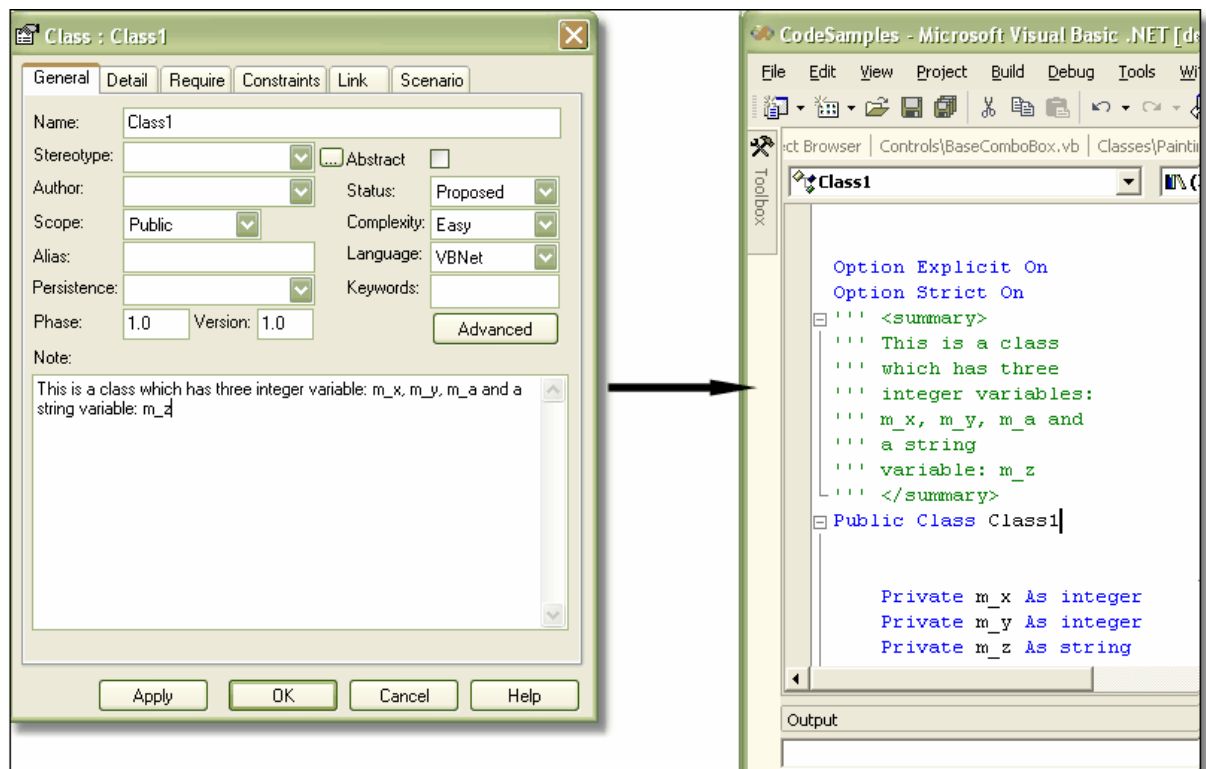 Class : Class1
General Detail Require Constraints Link Scenario
Name: Class1
Stereotype: ... Abstract
Author: Status: Proposed
Scope: Public Complexity: Easy
Alias: Language: VBNet
Persistence: Keywords:
Phase: 1.0 Version: 1.0 Advanced
Note:
This is a class which has three integer variable: m_x, m_y, m_a and a
string variable: m_z
Apply OK Cancel Help
CodeSamples - Microsoft Visual Basic .NET [de
File Edit View Project Build Debug Tools Wi
ct Browser Controls\BaseComboBox.vb Classes\Painti
Toolbox
Class1
Option Explicit On
Option Strict On
''' <summary>
''' This is a class
''' which has three
''' integer variables:
''' m_x, m_y, m_a and
''' a string
''' variable: m_z
''' </summary>
Public Class Class1
Private m_x As integer
Private m_y As integer
Private m_z As string
Output